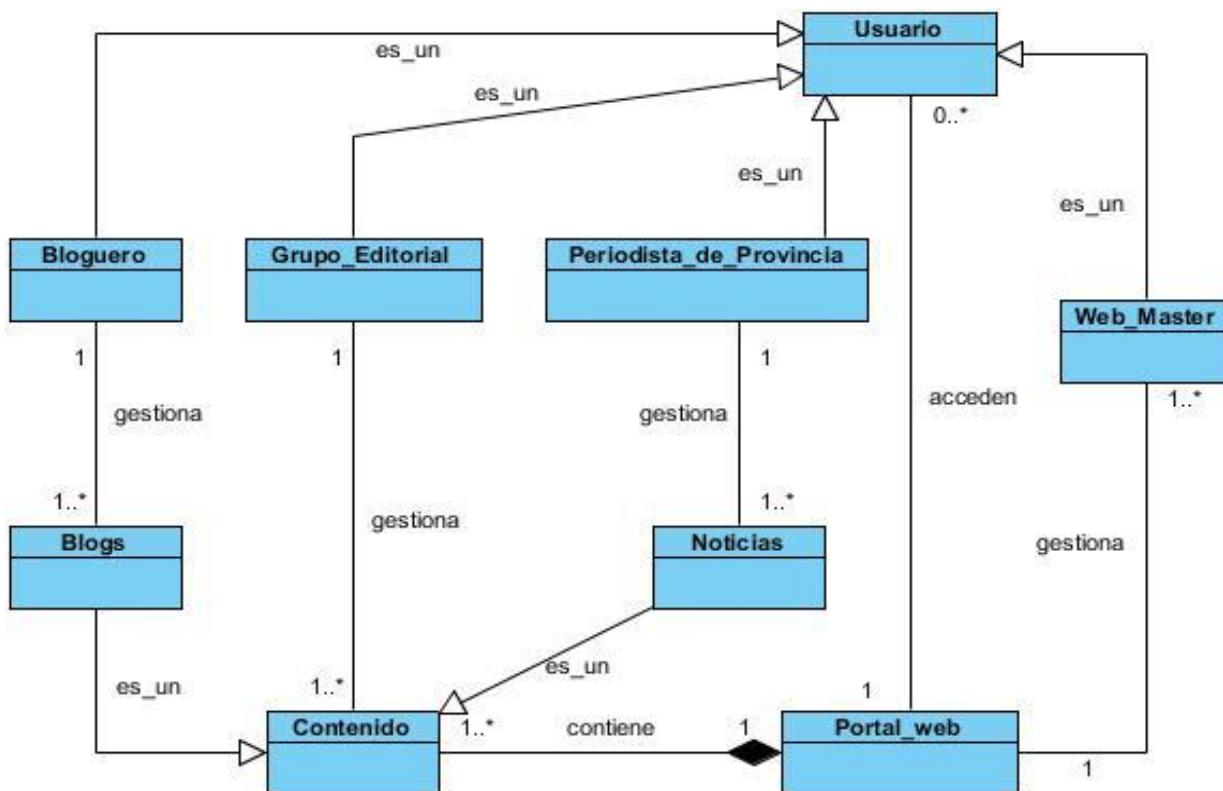 Usuario
es_un
es_un
0..*
es_un
es_un
Bloguero
Grupo_Editorial
Periodista_de_Provincia
Web_Master
1
1
1
1..*
gestiona
gestiona
acceden
1..*
gestiona
1..*
gestiona
Blogs
Noticias
es_un
1..*
es_un
1
Contenido
1..*
contiene
1
Portal_web
1